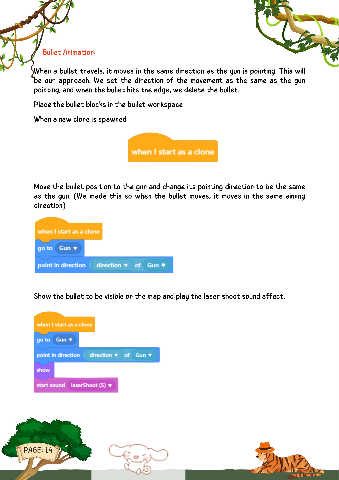 Bullet Animation
When a bullet travels, it moves in the same direction as the gun is pointing. This will
be our approach. We set the direction of the movement as the same as the gun
pointing, and when the bullet hits the edge, we delete the bullet.
Place the bullet blocks in the bullet workspace
When a new clone is spawned
when I start as a clone
Move the bullet position to the gun and change its pointing direction to be the same
as the gun. (We made this so when the bullet moves, it moves in the same aiming
direction)
when I start as a clone
go to Gun
point in direction direction of Gun
Show the bullet to be visible on the map and play the laser shoot sound effect.
when I start as a clone
go to Gun
point in direction direction of Gun
show
start sound laserShoot (5)
PAGE: 14